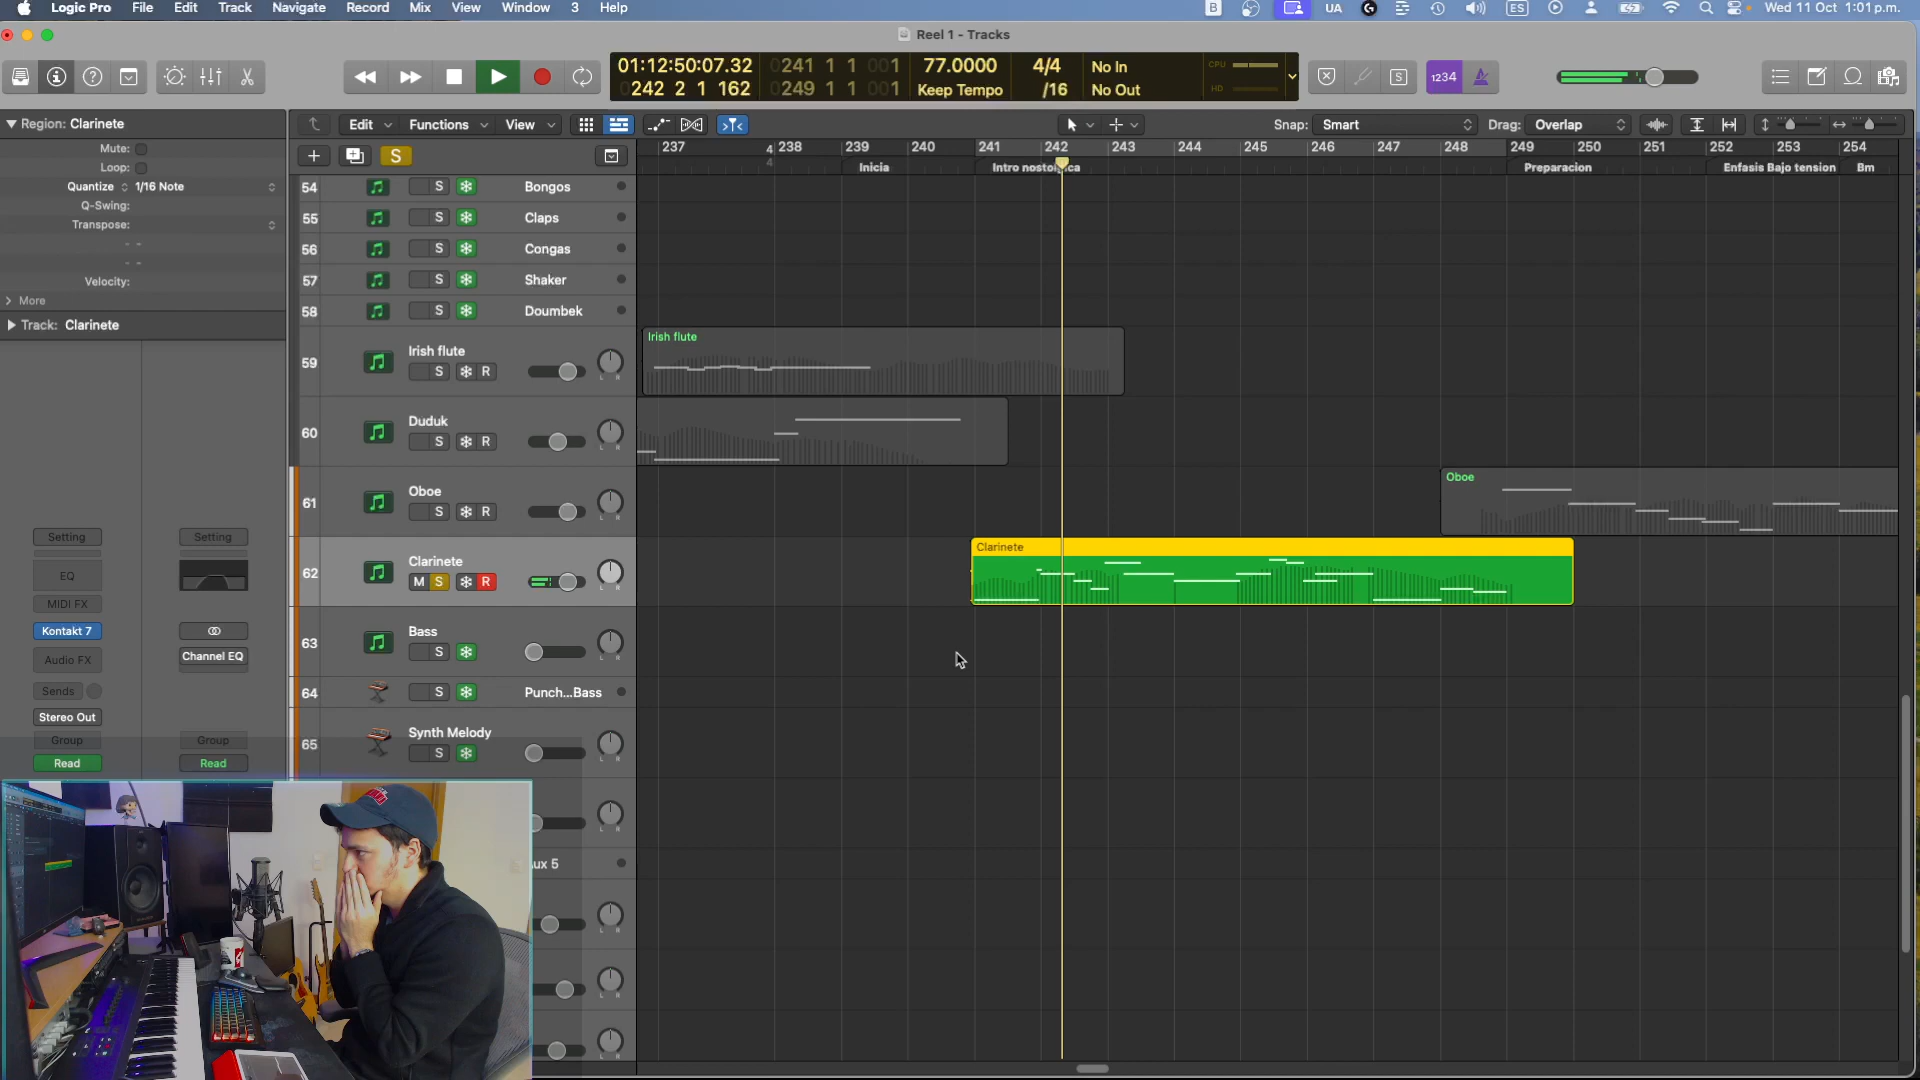 Logic Pro File Edit Track Navigate Record Mix View Window 3 Help
B UA ES Wed 11 Oct 1:01 p.m.
Reel 1 - Tracks
01:12:50:07.32 0241 1 1 001 77.0000 4/4 No In CPU
0242 2 1 162 0249 1 1 001 Keep Tempo /16 No Out HD
S 1234
Region: Clarinete
Mute:
Loop:
Quantize 1/16 Note
Q-Swing:
Transpose:
Velocity:
More
Track: Clarinete
Setting Setting
EQ
MIDI FX
Kontakt 7
Audio FX Channel EQ
Sends
Stereo Out
Group Group
Read Read
Edit Functions View Snap: Smart Drag: Overlap
S
237 4 238 239 240 241 242 243 244 245 246 247 248 249 250 251 252 253 254
4
Inicia Preparacion Enfasis Bajo tension Bm
54 S Bongos
55 S Claps
56 S Congas
57 S Shaker
58 S Doumbek
59 Irish flute S R L R
Irish flute
60 Duduk S R L R
61 Oboe S R L R
Oboe
62 Clarinete M S R L R
Clarinete
63 Bass S L R
64 S Punch...Bass
65 Synth Melody S L R
ux 5